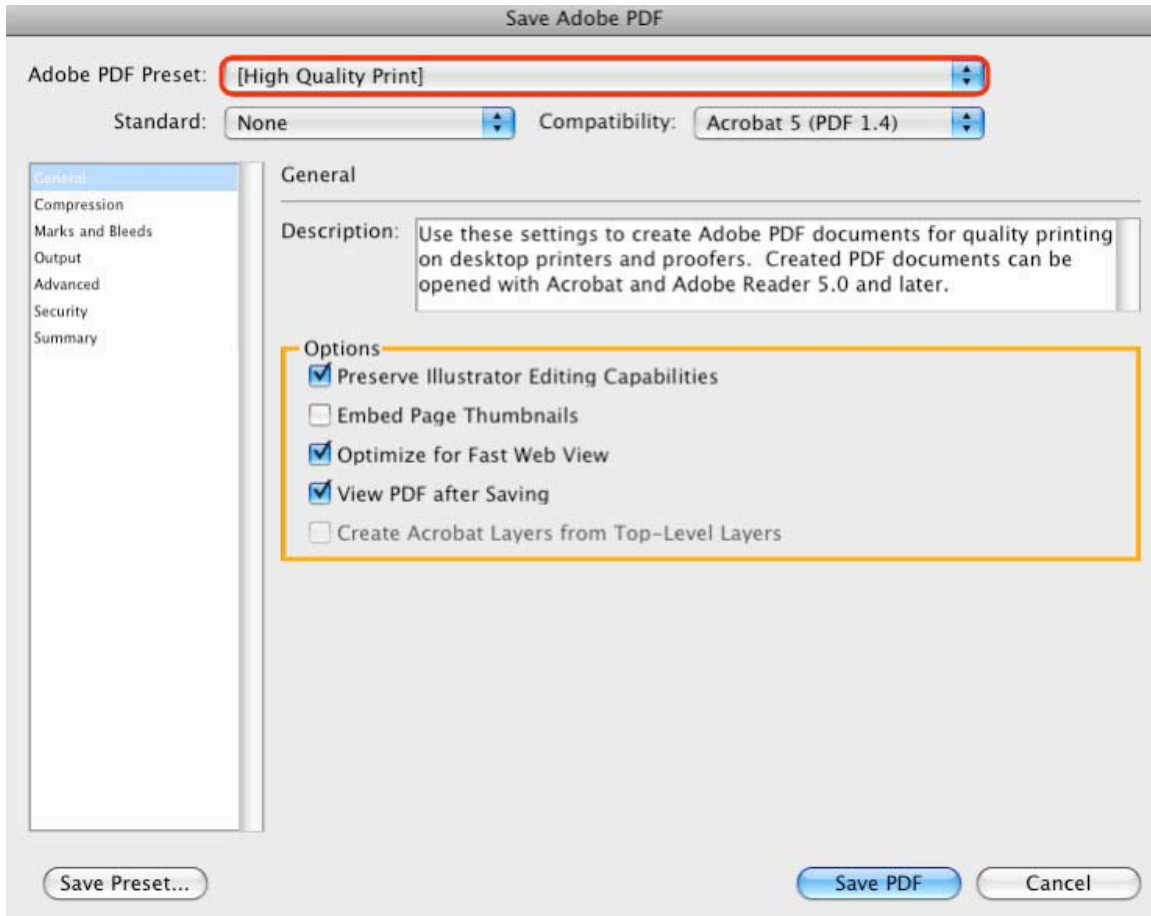 Save Adobe PDF
Adobe PDF Preset: [High Quality Print]
Standard: None Compatibility: Acrobat 5 (PDF 1.4)
General
Compression
Marks and Bleeds
Output
Advanced
Security
Summary
General
Description: Use these settings to create Adobe PDF documents for quality printing
on desktop printers and proofers. Created PDF documents can be
opened with Acrobat and Adobe Reader 5.0 and later.
Options
Preserve Illustrator Editing Capabilities
Embed Page Thumbnails
Optimize for Fast Web View
View PDF after Saving
Create Acrobat Layers from Top-Level Layers
Save Preset... Save PDF Cancel